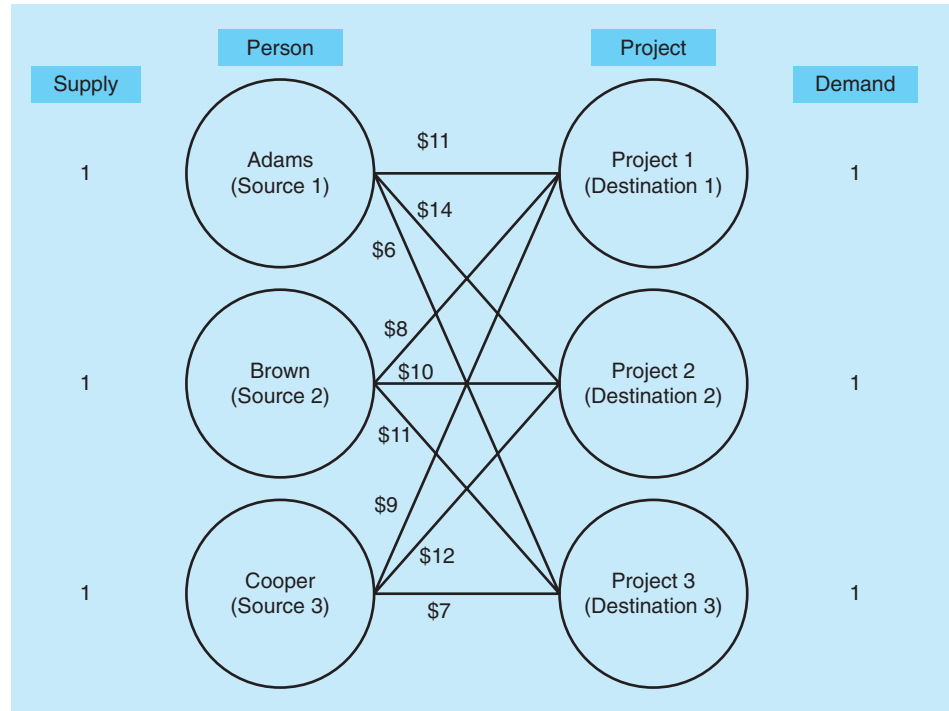 Person
Project
Supply
Demand
$11
1
Adams
(Source 1)
Project 1
(Destination 1)
1
$14
$6
$8
1
Brown
(Source 2)
$10
Project 2
(Destination 2)
1
$11
$9
$12
1
Cooper
(Source 3)
$7
Project 3
(Destination 3)
1